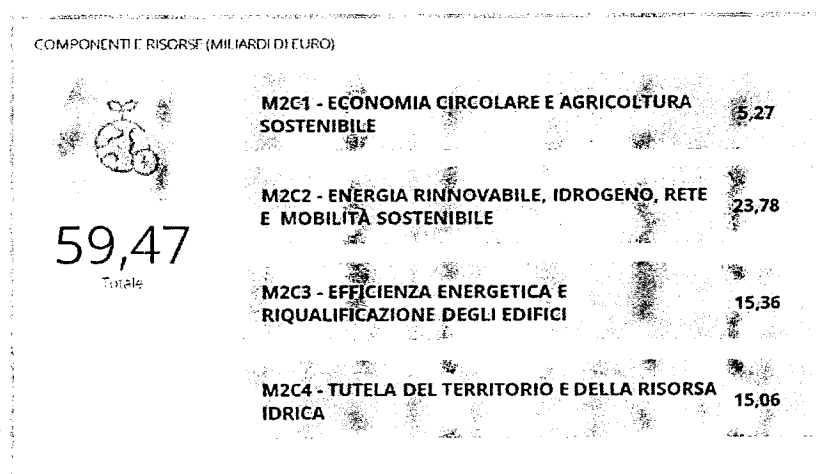 COMPONENTI E RISORSE (MILIARDI DI EURO)
59,47
Totale
M2C1 - ECONOMIA CIRCOLARE E AGRICOLTURA
SOSTENIBILE
5,27
M2C2 - ENERGIA RINNOVABILE, IDROGENO, RETE
E MOBILITÀ SOSTENIBILE
23,78
M2C3 - EFFICIENZA ENERGETICA E
RIQUALIFICAZIONE DEGLI EDIFICI
15,36
M2C4 - TUTELA DEL TERRITORIO E DELLA RISORSA
IDRICA
15,06